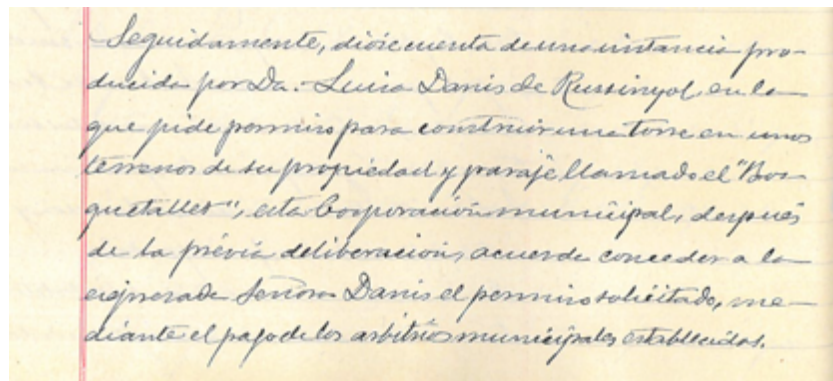 Seguidamente, dióse cuenta de una instancia pro-
ducida por Da. Luisa Danis de Russinyol, en la
que pide permiso para construir una torre en unos
terrenos de su propiedad y paraje llamado el "Bos-
quetallet", esta Corporación municipal, después
de la prévia deliberación, acuerda conceder a la
expresada Señora Danis el permiso solicitado, me-
diante el pago de los arbitrios municipales establecidos.